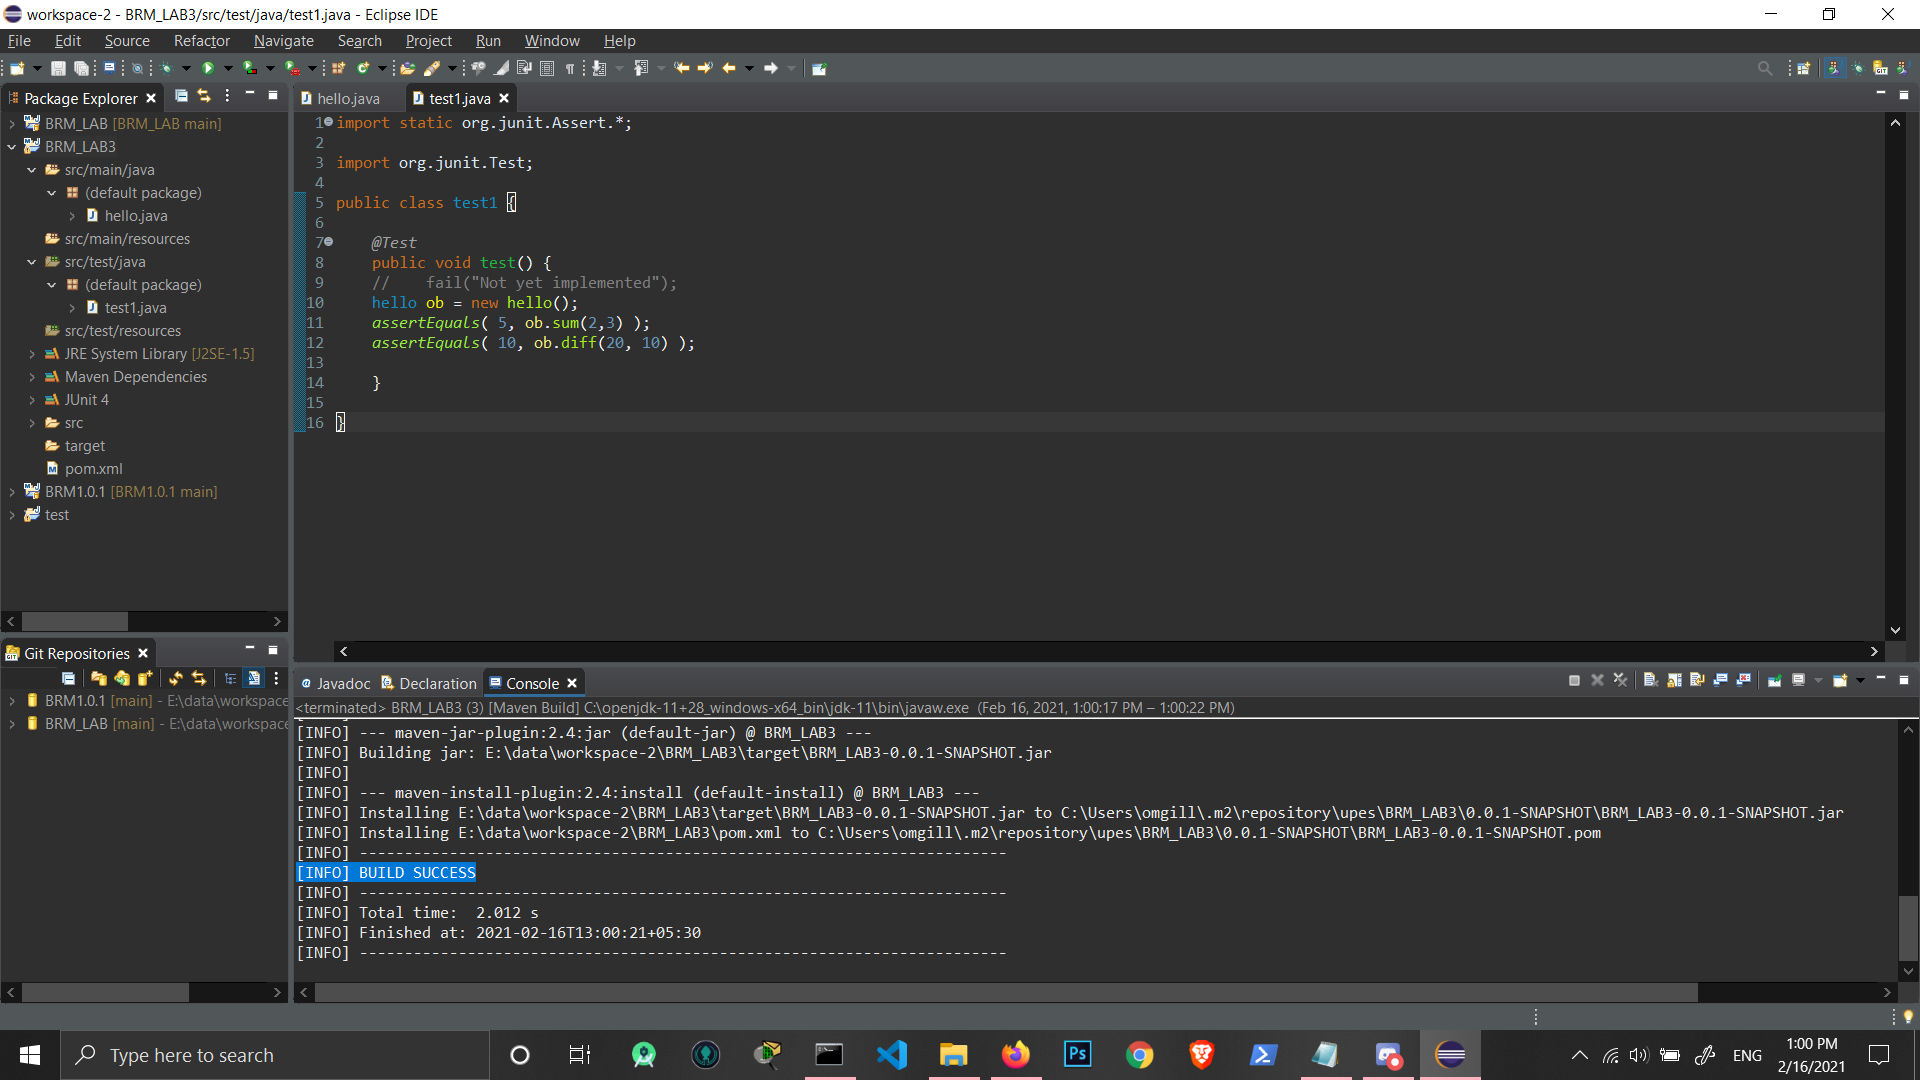 workspace-2 - BRM_LAB3/src/test/java/test1.java - Eclipse IDE
File Edit Source Refactor Navigate Search Project Run Window Help
Package Explorer
BRM_LAB [BRM_LAB main]
BRM_LAB3
src/main/java
(default package)
hello.java
src/main/resources
src/test/java
(default package)
test1.java
src/test/resources
JRE System Library [J2SE-1.5]
Maven Dependencies
JUnit 4
src
target
pom.xml
BRM1.0.1 [BRM1.0.1 main]
test
hello.java test1.java
1 import static org.junit.Assert.*;
2
3 import org.junit.Test;
4
5 public class test1 {
6
7 @Test
8 public void test() {
9 //    fail("Not yet implemented");
10 hello ob = new hello();
11 assertEquals( 5, ob.sum(2,3) );
12 assertEquals( 10, ob.diff(20, 10) );
13
14 }
15
16 }
Git Repositories
BRM1.0.1 [main] - E:\data\workspace
BRM_LAB [main] - E:\data\workspace
Javadoc Declaration Console
<terminated> BRM_LAB3 (3) [Maven Build] C:\openjdk-11+28_windows-x64_bin\jdk-11\bin\javaw.exe (Feb 16, 2021, 1:00:17 PM – 1:00:22 PM)
[INFO] --- maven-jar-plugin:2.4:jar (default-jar) @ BRM_LAB3 ---
[INFO] Building jar: E:\data\workspace-2\BRM_LAB3\target\BRM_LAB3-0.0.1-SNAPSHOT.jar
[INFO]
[INFO] --- maven-install-plugin:2.4:install (default-install) @ BRM_LAB3 ---
[INFO] Installing E:\data\workspace-2\BRM_LAB3\target\BRM_LAB3-0.0.1-SNAPSHOT.jar to C:\Users\omgill\.m2\repository\upes\BRM_LAB3\0.0.1-SNAPSHOT\BRM_LAB3-0.0.1-SNAPSHOT.jar
[INFO] Installing E:\data\workspace-2\BRM_LAB3\pom.xml to C:\Users\omgill\.m2\repository\upes\BRM_LAB3\0.0.1-SNAPSHOT\BRM_LAB3-0.0.1-SNAPSHOT.pom
[INFO] ------------------------------------------------------------------------
[INFO] BUILD SUCCESS
[INFO] ------------------------------------------------------------------------
[INFO] Total time:  2.012 s
[INFO] Finished at: 2021-02-16T13:00:21+05:30
[INFO] ------------------------------------------------------------------------
Type here to search
Ps
ENG
1:00 PM
2/16/2021